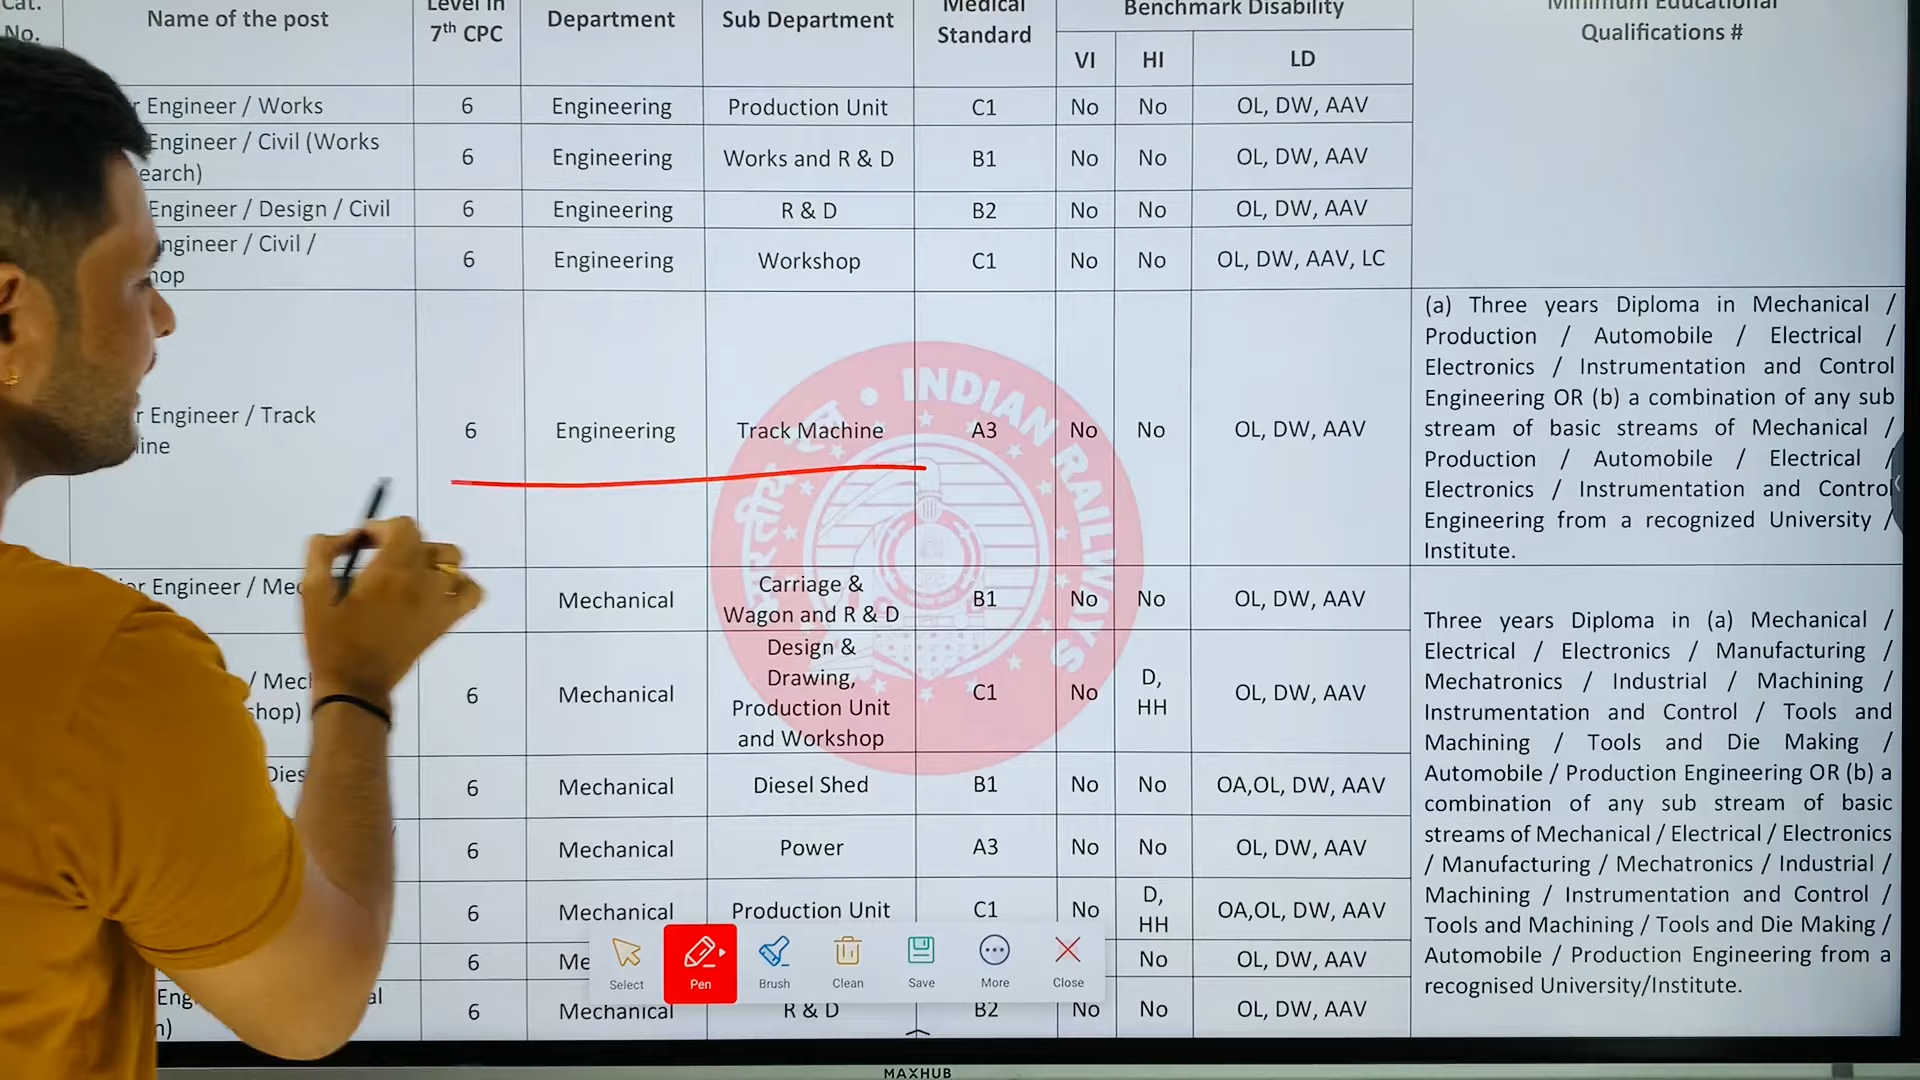 Cat.
No.
Name of the post
Level in
7th CPC
Department
Sub Department
Medical
Standard
Benchmark Disability
VI
HI
LD
Minimum Educational
Qualifications #
r Engineer / Works
6
Engineering
Production Unit
C1
No
No
OL, DW, AAV
Engineer / Civil (Works
earch)
6
Engineering
Works and R & D
B1
No
No
OL, DW, AAV
Engineer / Design / Civil
6
Engineering
R & D
B2
No
No
OL, DW, AAV
ngineer / Civil /
hop
6
Engineering
Workshop
C1
No
No
OL, DW, AAV, LC
r Engineer / Track
ine
6
Engineering
Track Machine
A3
No
No
OL, DW, AAV
(a) Three years Diploma in Mechanical /
Production / Automobile / Electrical /
Electronics / Instrumentation and Control
Engineering OR (b) a combination of any sub
stream of basic streams of Mechanical /
Production / Automobile / Electrical /
Electronics / Instrumentation and Control
Engineering from a recognized University /
Institute.
भारतीय रेल
INDIAN RAILWAYS
or Engineer / Mec
Mechanical
Carriage &
Wagon and R & D
B1
No
No
OL, DW, AAV
/ Mech
shop)
6
Mechanical
Design &
Drawing,
Production Unit
and Workshop
C1
No
D,
HH
OL, DW, AAV
Dies
6
Mechanical
Diesel Shed
B1
No
No
OA,OL, DW, AAV
6
Mechanical
Power
A3
No
No
OL, DW, AAV
6
Mechanical
Production Unit
C1
No
D,
HH
OA,OL, DW, AAV
6
Me
No
OL, DW, AAV
Eng
al
n)
6
Mechanical
R & D
B2
No
No
OL, DW, AAV
Three years Diploma in (a) Mechanical /
Electrical / Electronics / Manufacturing /
Mechatronics / Industrial / Machining /
Instrumentation and Control / Tools and
Machining / Tools and Die Making /
Automobile / Production Engineering OR (b) a
combination of any sub stream of basic
streams of Mechanical / Electrical / Electronics
/ Manufacturing / Mechatronics / Industrial /
Machining / Instrumentation and Control /
Tools and Machining / Tools and Die Making /
Automobile / Production Engineering from a
recognised University/Institute.
Select
Pen
Brush
Clean
Save
More
Close
MAXHUB